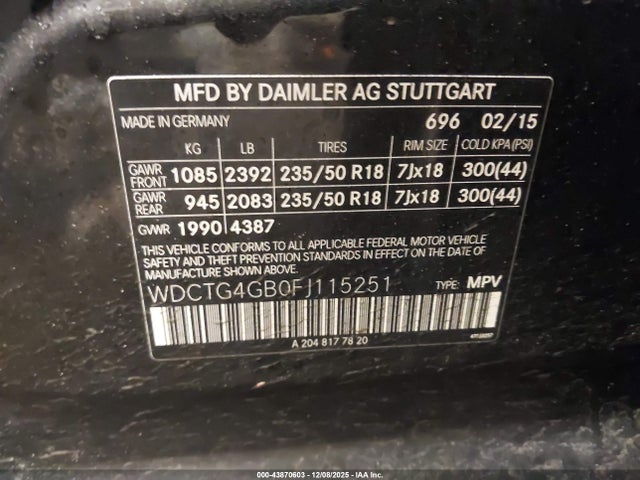 MFD BY DAIMLER AG STUTTGART
MADE IN GERMANY 696 02/15
KG LB TIRES RIM SIZE COLD KPA (PSI)
GAWR FRONT 1085 2392 235/50 R18 7Jx18 300(44)
GAWR REAR 945 2083 235/50 R18 7Jx18 300(44)
GVWR 1990 4387
THIS VEHICLE CONFORMS TO ALL APPLICABLE FEDERAL MOTOR VEHICLE
SAFETY AND THEFT PREVENTION STANDARDS IN EFFECT ON THE DATE OF
MANUFACTURE SHOWN ABOVE.
WDCTG4GB0FJ115251 TYPE: MPV
A 204 817 78 20
000-43870603 - 12/08/2025 - IAA Inc.